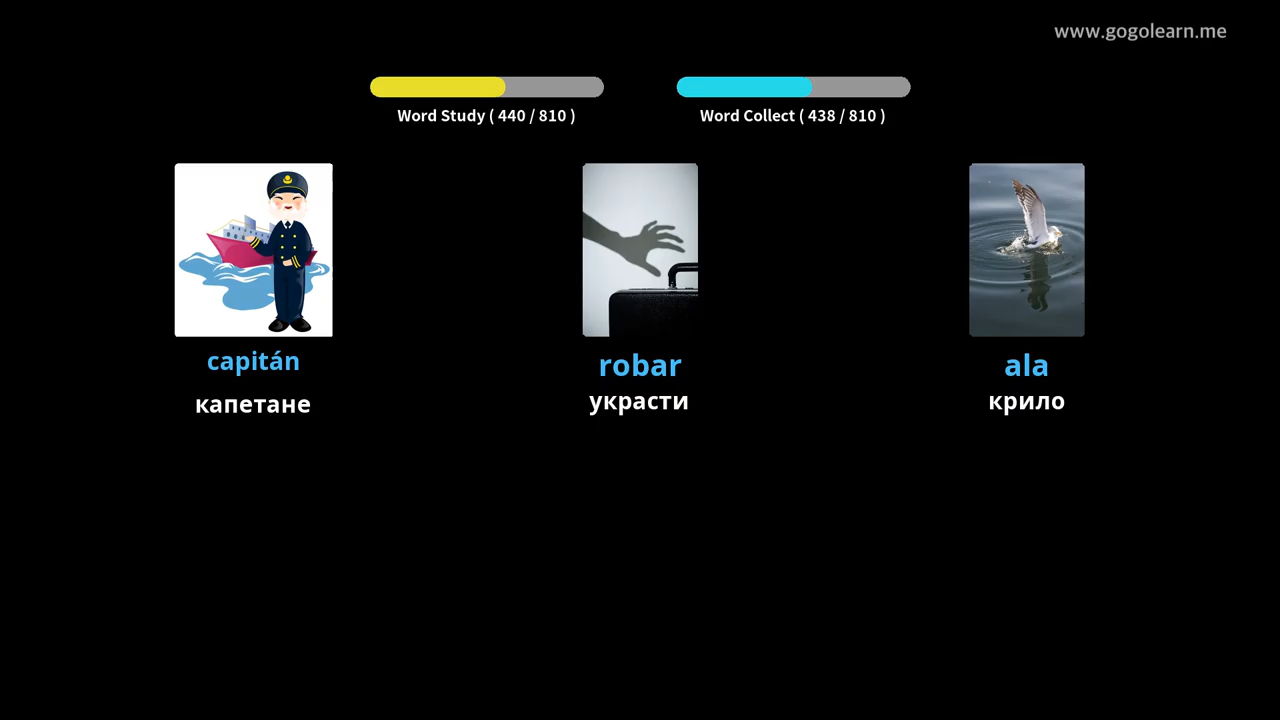 www.gogolearn.me
Word Study ( 440 / 810 )
Word Collect ( 438 / 810 )
capitán
капетане
robar
украсти
ala
крило